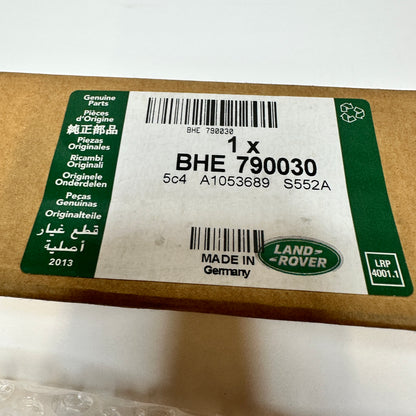 Genuine
Parts
Pièces
d'Origine
純正部品
Piezas
Originales
Ricambi
Originali
Originele
Onderdelen
Peças
Genuinas
Originalteile
قطع غيار
أصلية
2013
BHE 790030
1 x
BHE 790030
5c4 A1053689 S552A
MADE IN
Germany
LAND-
-ROVER
LRP
4001.1